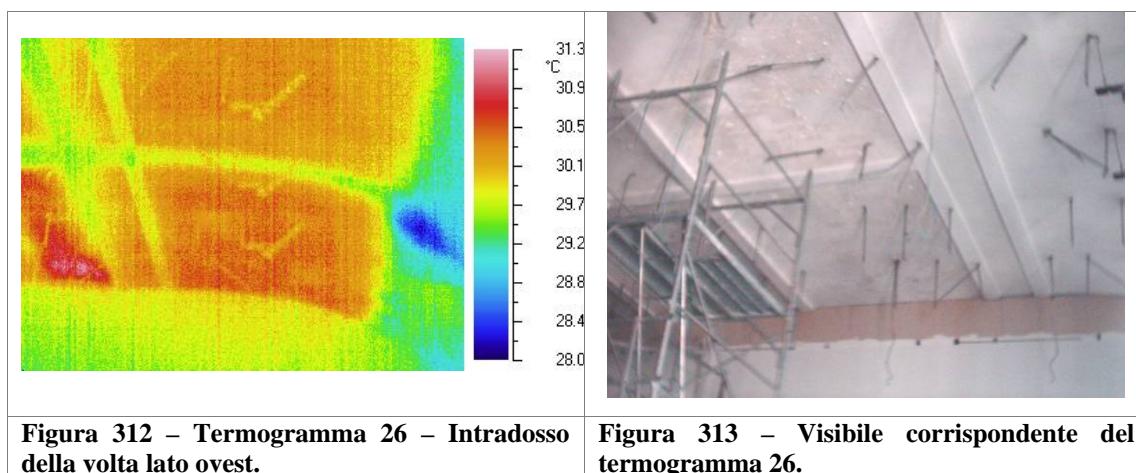 31.3
°C
30.9
30.5
30.1
29.7
29.2
28.8
28.4
28.0
Figura 312 – Termogramma 26 – Intradosso
della volta lato ovest.
Figura 313 – Visibile corrispondente del
termogramma 26.